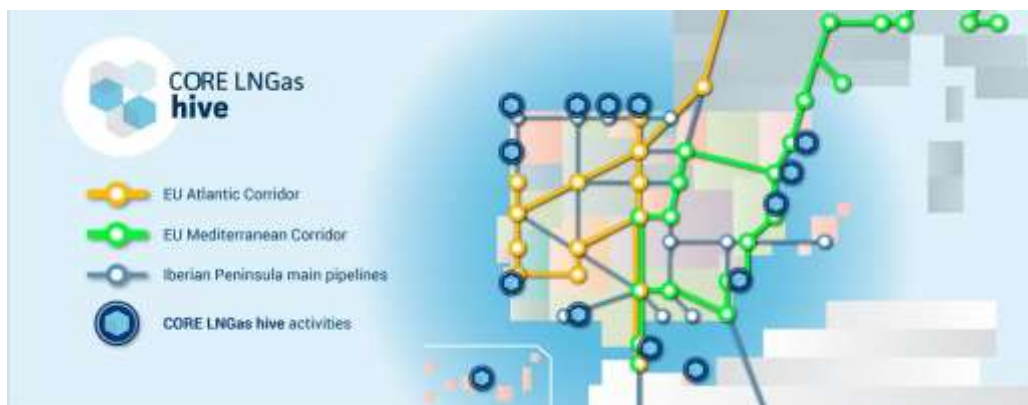 CORE LNGas
hive
EU Atlantic Corridor
EU Mediterranean Corridor
Iberian Peninsula main pipelines
CORE LNGas hive activities